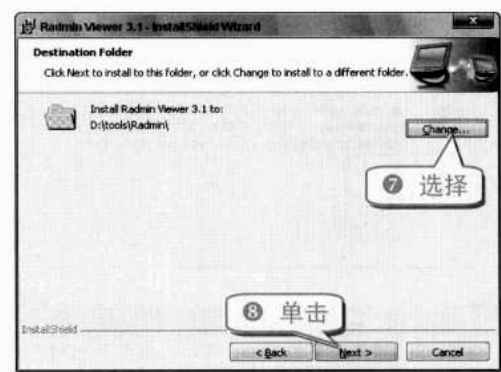 Radmin Viewer 3.1 - InstallShield Wizard
Destination Folder
Click Next to install to this folder, or click Change to install to a different folder.
Install Radmin Viewer 3.1 to:
D:\tools\Radmin\
Change...
❼ 选择
❽ 单击
InstallShield
< Back
Next >
Cancel